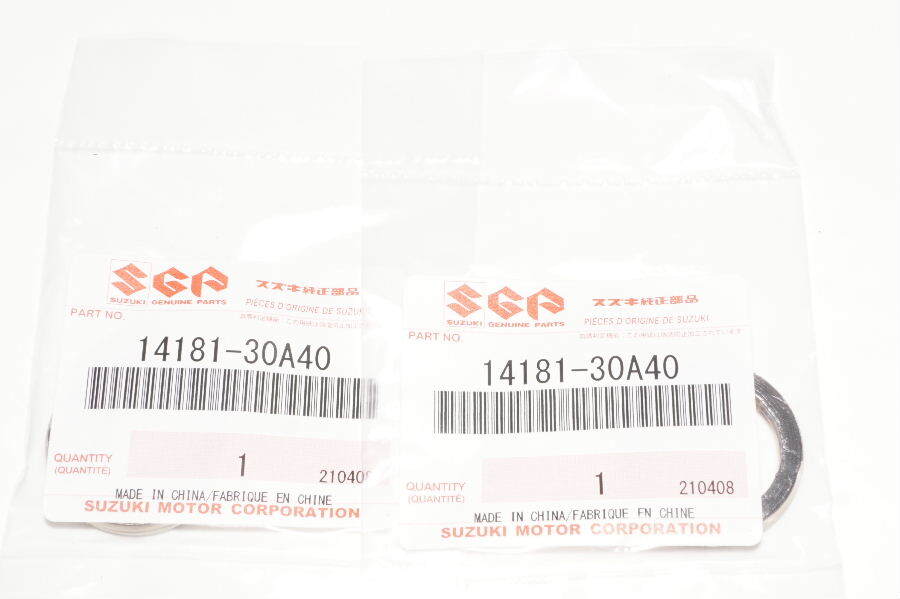 SGP
スズキ純正部品
SUZUKI GENUINE PARTS
PIÈCES D'ORIGINE DE SUZUKI
PART NO.
14181-30A40
QUANTITY
(QUANTITÉ)
1
210408
MADE IN CHINA/FABRIQUE EN CHINE
SUZUKI MOTOR CORPORATION
SGP
スズキ純正部品
SUZUKI GENUINE PARTS
PIÈCES D'ORIGINE DE SUZUKI
PART NO.
14181-30A40
QUANTITY
(QUANTITÉ)
1
210408
MADE IN CHINA/FABRIQUE EN CHINE
SUZUKI MOTOR CORPORATION